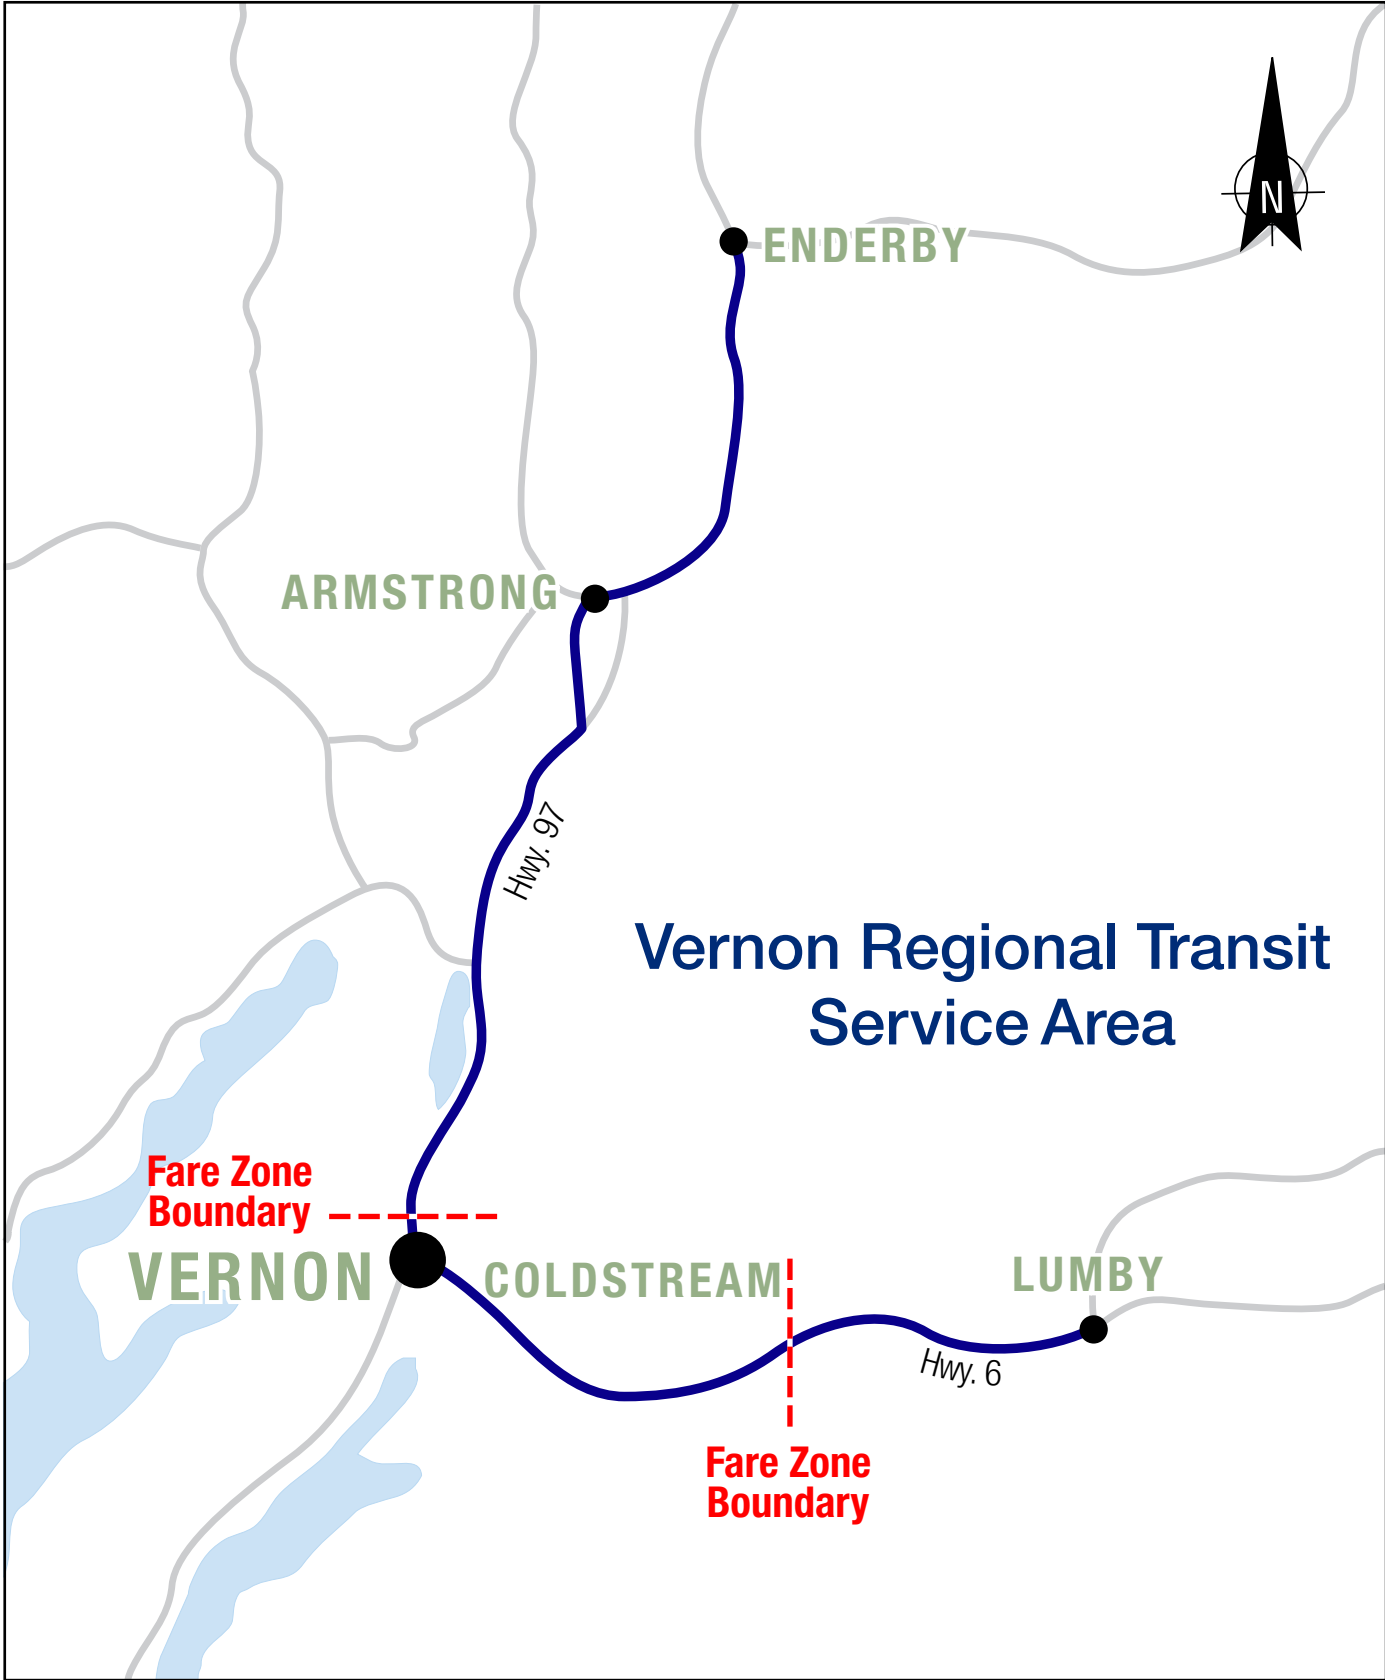 N
ENDERBY
ARMSTRONG
Hwy. 97
Vernon Regional Transit
Service Area
Fare Zone
Boundary
VERNON
COLDSTREAM
LUMBY
Hwy. 6
Fare Zone
Boundary